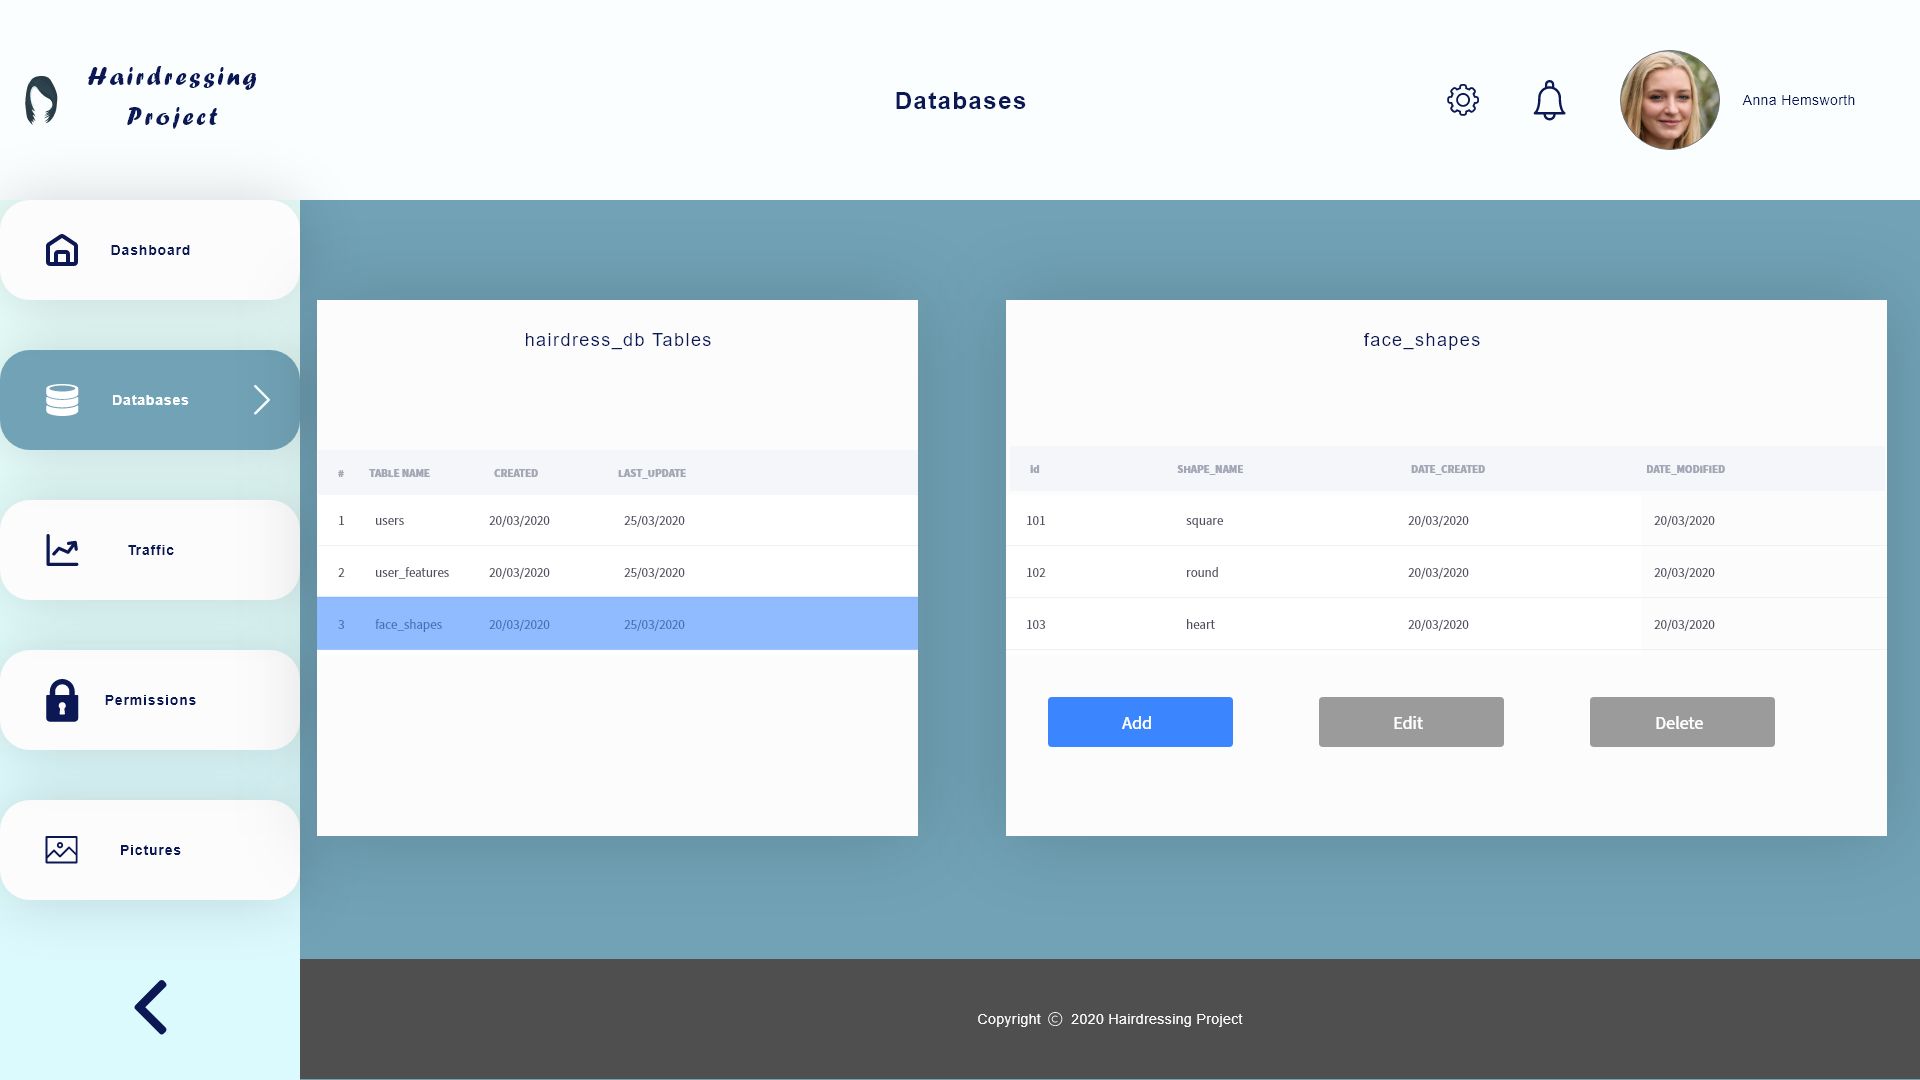 Hairdressing
Project
Databases
Anna Hemsworth
Dashboard
Databases
Traffic
Permissions
Pictures
hairdress_db Tables
# TABLE NAME CREATED LAST_UPDATE
1 users 20/03/2020 25/03/2020
2 user_features 20/03/2020 25/03/2020
3 face_shapes 20/03/2020 25/03/2020
face_shapes
id SHAPE_NAME DATE_CREATED DATE_MODIFIED
101 square 20/03/2020 20/03/2020
102 round 20/03/2020 20/03/2020
103 heart 20/03/2020 20/03/2020
Add Edit Delete
Copyright © 2020 Hairdressing Project